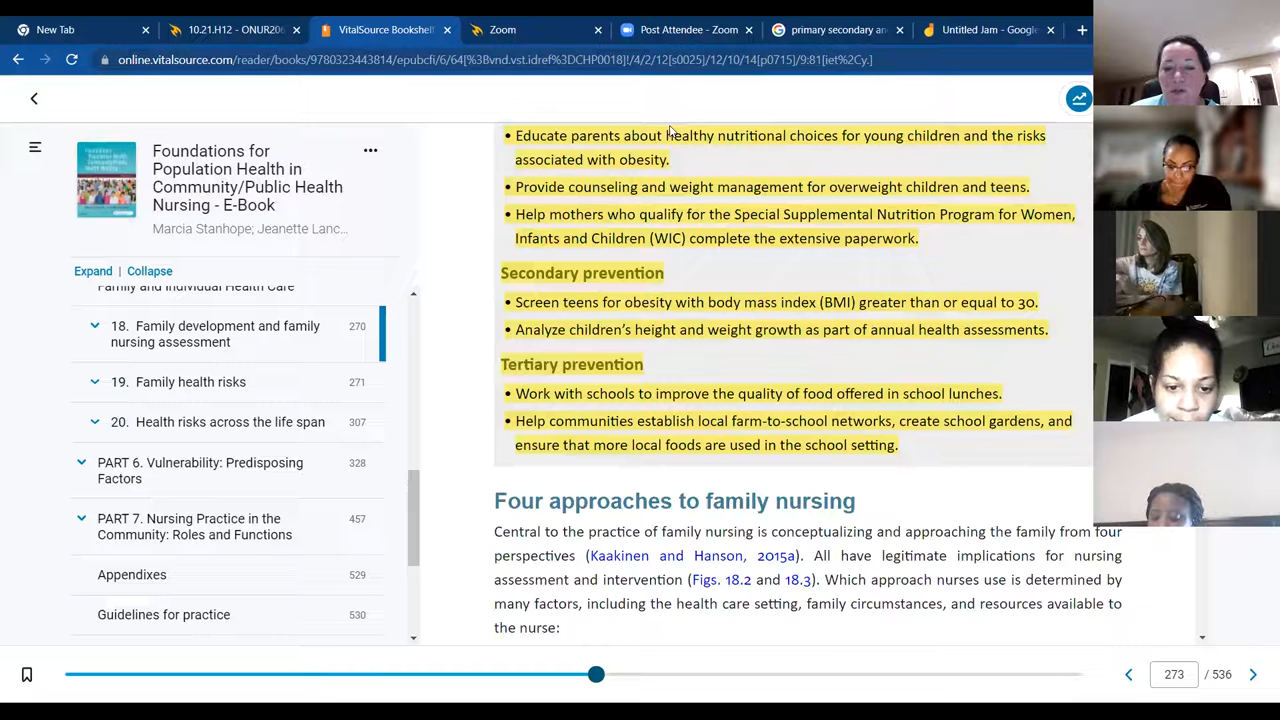 New Tab
10.21.H12 - ONUR206
VitalSource Bookshelf
Zoom
Post Attendee - Zoom
primary secondary an
Untitled Jam - Google
online.vitalsource.com/reader/books/9780323443814/epubcfi/6/64[%3Bvnd.vst.idref%3DCHP0018]!/4/2/12[s0025]/12/10/14[p0715]/9:81[iet%2Cy.]
Foundations for
Population Health in
Community/Public Health
Nursing - E-Book
Marcia Stanhope; Jeanette Lanc...
Expand | Collapse
Family and Individual Health Care
18. Family development and family 270
nursing assessment
19. Family health risks 271
20. Health risks across the life span 307
PART 6. Vulnerability: Predisposing 328
Factors
PART 7. Nursing Practice in the 457
Community: Roles and Functions
Appendixes 529
Guidelines for practice 530
• Educate parents about healthy nutritional choices for young children and the risks
associated with obesity.
• Provide counseling and weight management for overweight children and teens.
• Help mothers who qualify for the Special Supplemental Nutrition Program for Women,
Infants and Children (WIC) complete the extensive paperwork.
Secondary prevention
• Screen teens for obesity with body mass index (BMI) greater than or equal to 30.
• Analyze children's height and weight growth as part of annual health assessments.
Tertiary prevention
• Work with schools to improve the quality of food offered in school lunches.
• Help communities establish local farm-to-school networks, create school gardens, and
ensure that more local foods are used in the school setting.
Four approaches to family nursing
Central to the practice of family nursing is conceptualizing and approaching the family from four
perspectives (Kaakinen and Hanson, 2015a). All have legitimate implications for nursing
assessment and intervention (Figs. 18.2 and 18.3). Which approach nurses use is determined by
many factors, including the health care setting, family circumstances, and resources available to
the nurse:
273 / 536